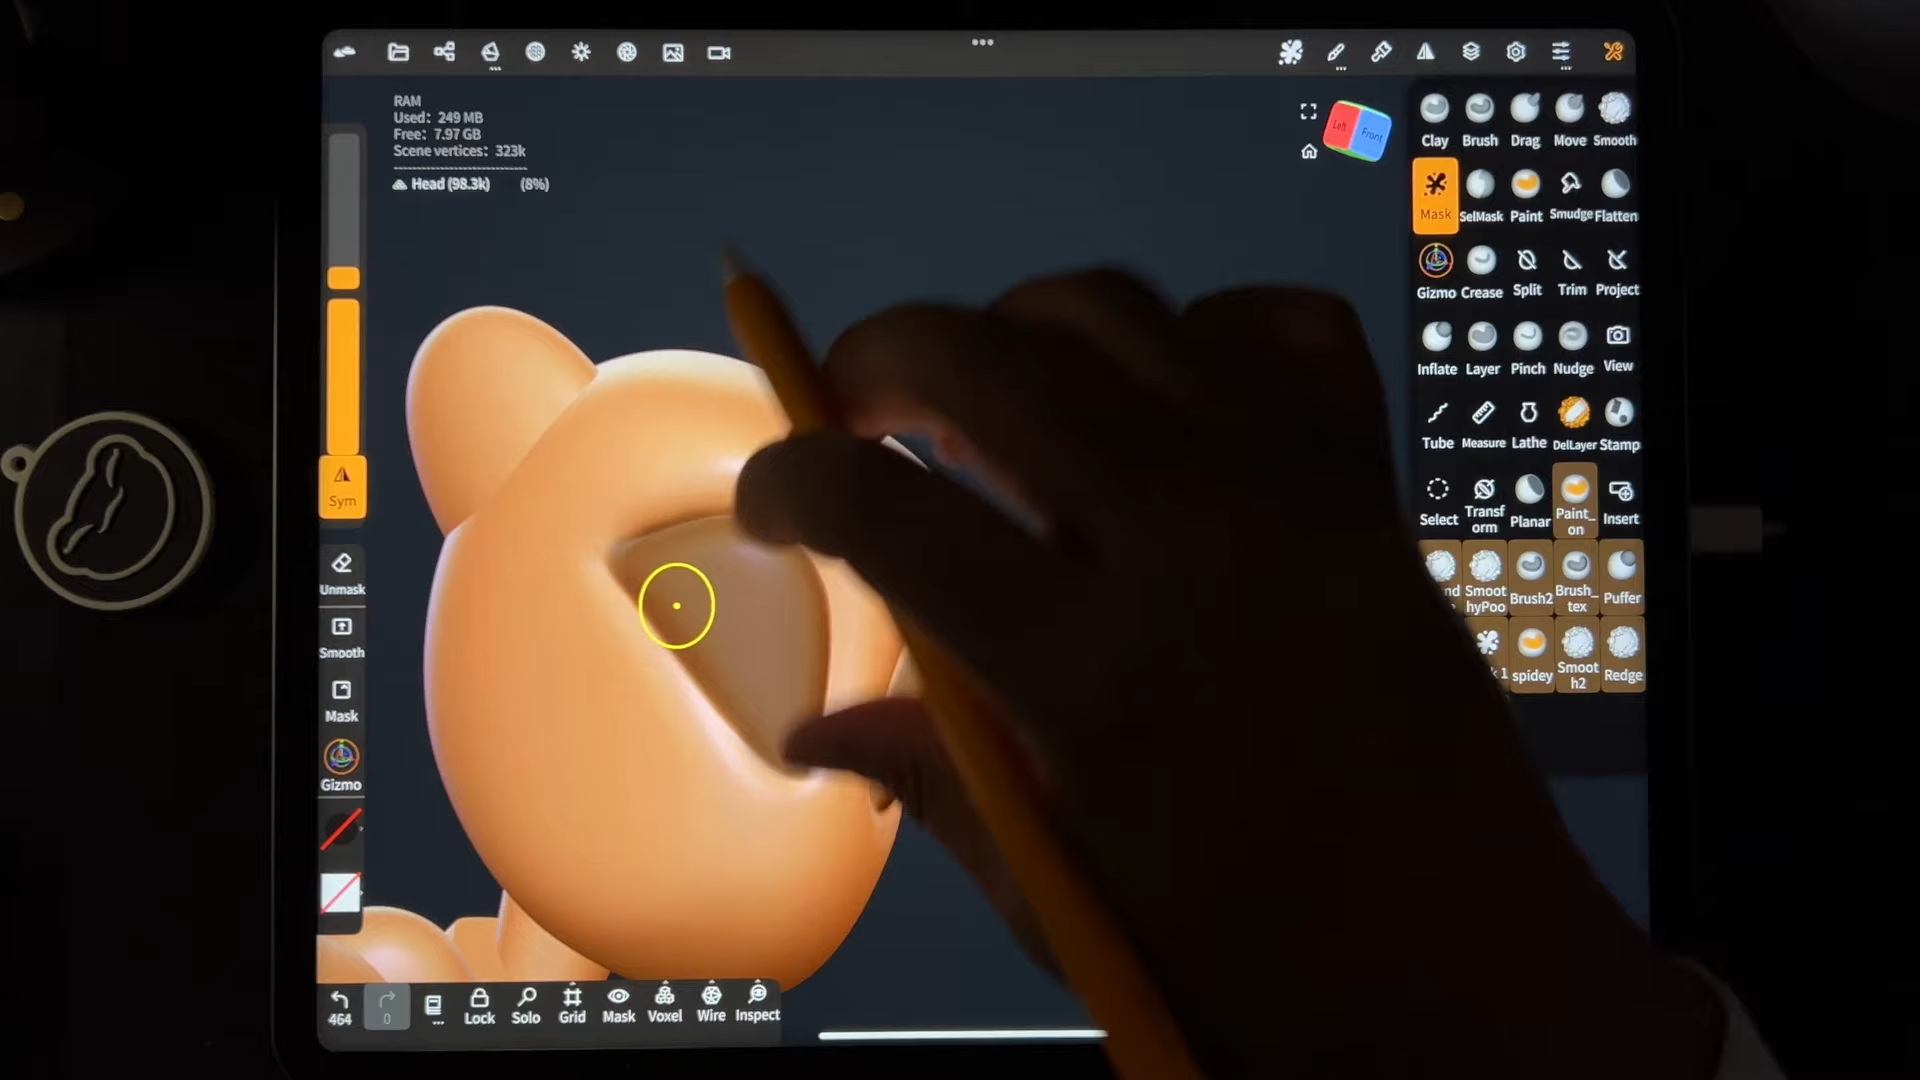 RAM
Used: 249 MB
Free: 7.97 GB
Scene vertices: 323k
Head (98.3k) (8%)
Left Front
Clay Brush Drag Move Smooth
Mask SelMask Paint Smudge Flatten
Gizmo Crease Split Trim Project
Inflate Layer Pinch Nudge View
Tube Measure Lathe DelLayer Stamp
Select Transf
orm Planar Paint_
on Insert
Smoot
hyPoo Brush2 Brush_
tex Puffer
spidey Smoot
h2 Redge
Sym
Unmask
Smooth
Mask
Gizmo
464 0 Lock Solo Grid Mask Voxel Wire Inspect